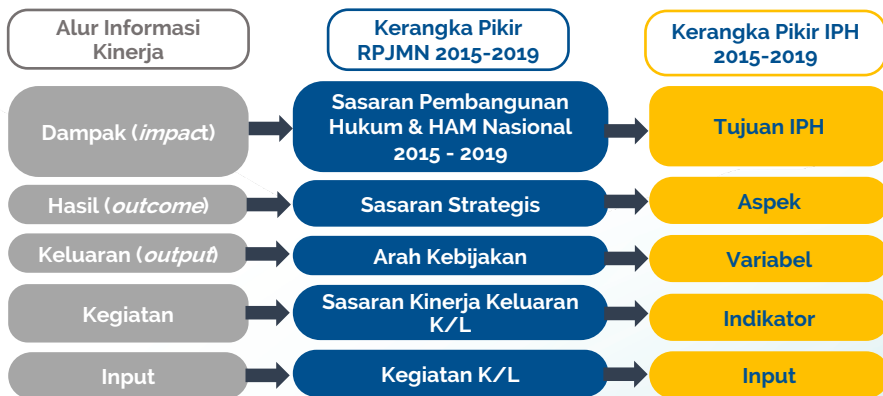 Alur Informasi
Kinerja
Kerangka Pikir
RPJMN 2015-2019
Kerangka Pikir IPH
2015-2019
Dampak (impact)
Sasaran Pembangunan
Hukum & HAM Nasional
2015 - 2019
Tujuan IPH
Hasil (outcome)
Sasaran Strategis
Aspek
Keluaran (output)
Arah Kebijakan
Variabel
Kegiatan
Sasaran Kinerja Keluaran
K/L
Indikator
Input
Kegiatan K/L
Input